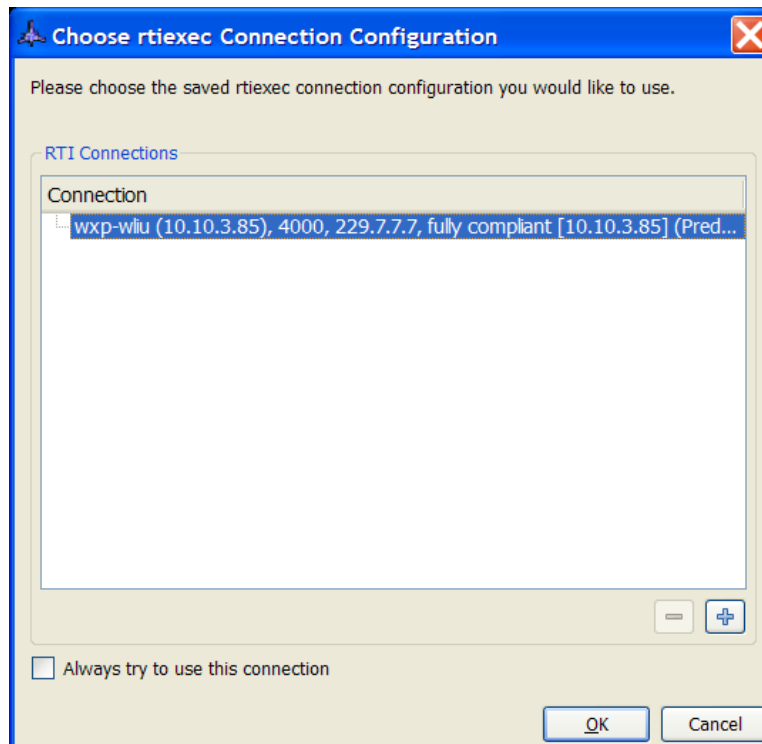 Choose rtiexec Connection Configuration
Please choose the saved rtiexec connection configuration you would like to use.
RTI Connections
Connection
wxp-wliu (10.10.3.85), 4000, 229.7.7.7, fully compliant [10.10.3.85] (Pred...
Always try to use this connection
OK Cancel